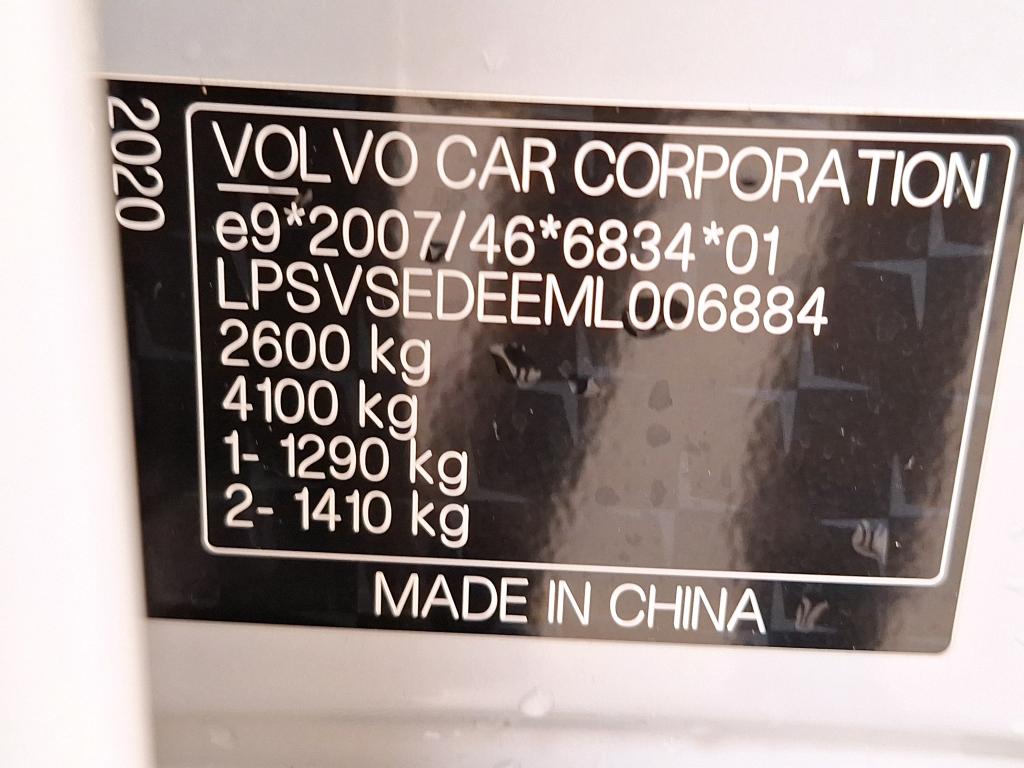 2020
VOLVO CAR CORPORATION
e9*2007/46*6834*01
LPSVSEDEEML006884
2600 kg
4100 kg
1- 1290 kg
2- 1410 kg
MADE IN CHINA